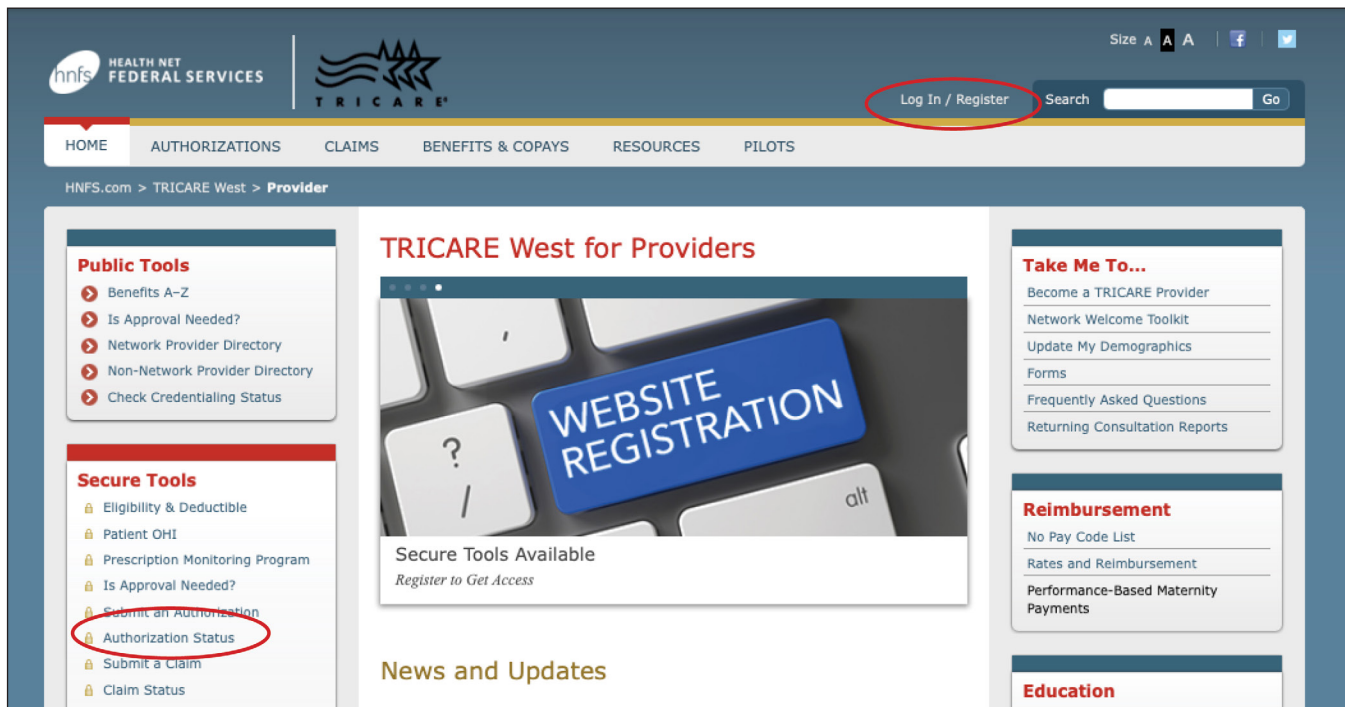 Size A A A
hnfs HEALTH NET
FEDERAL SERVICES
TRICARE
Log In / Register
Search
Go
HOME AUTHORIZATIONS CLAIMS BENEFITS & COPAYS RESOURCES PILOTS
HNFS.com > TRICARE West > Provider
Public Tools
Benefits A–Z
Is Approval Needed?
Network Provider Directory
Non-Network Provider Directory
Check Credentialing Status
Secure Tools
Eligibility & Deductible
Patient OHI
Prescription Monitoring Program
Is Approval Needed?
Submit an Authorization
Authorization Status
Submit a Claim
Claim Status
TRICARE West for Providers
,
?
/
WEBSITE
REGISTRATION
alt
Secure Tools Available
Register to Get Access
News and Updates
Take Me To...
Become a TRICARE Provider
Network Welcome Toolkit
Update My Demographics
Forms
Frequently Asked Questions
Returning Consultation Reports
Reimbursement
No Pay Code List
Rates and Reimbursement
Performance-Based Maternity
Payments
Education